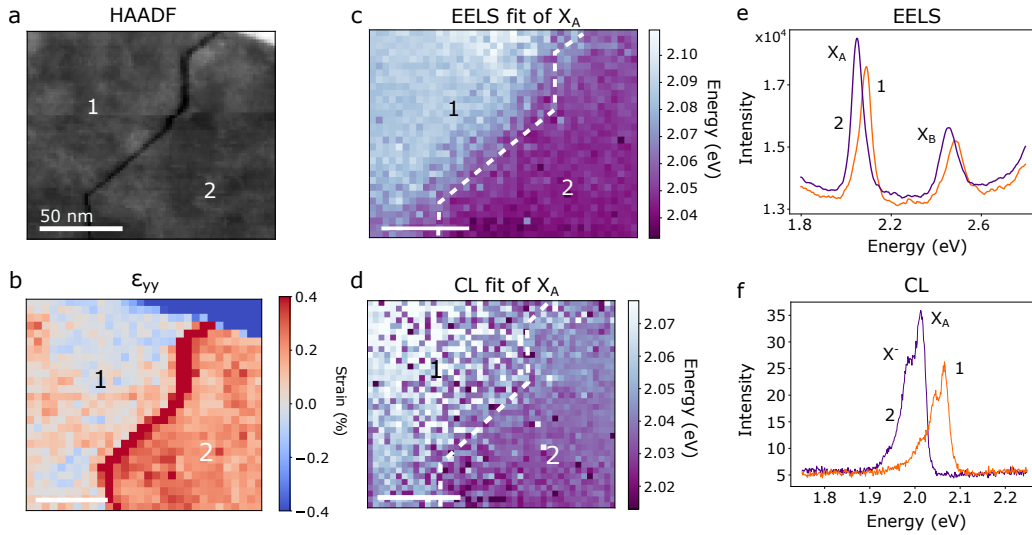 a
HAADF
1
2
50 nm
b
εyy
1
2
0.4
0.2
0.0
−0.2
−0.4
Strain (%)
c
EELS fit of XA
1
2
2.10
2.09
2.08
2.07
2.06
2.05
2.04
Energy (eV)
d
CL fit of XA
1
2
2.07
2.06
2.05
2.04
2.03
2.02
Energy (eV)
e
EELS
x10⁴
1.7
1.5
1.3
Intensity
XA
1
2
XB
1.8
2.2
2.6
Energy (eV)
f
CL
35
30
25
20
15
10
5
0
Intensity
XA
X⁻
1
2
1.8
1.9
2.0
2.1
2.2
Energy (eV)